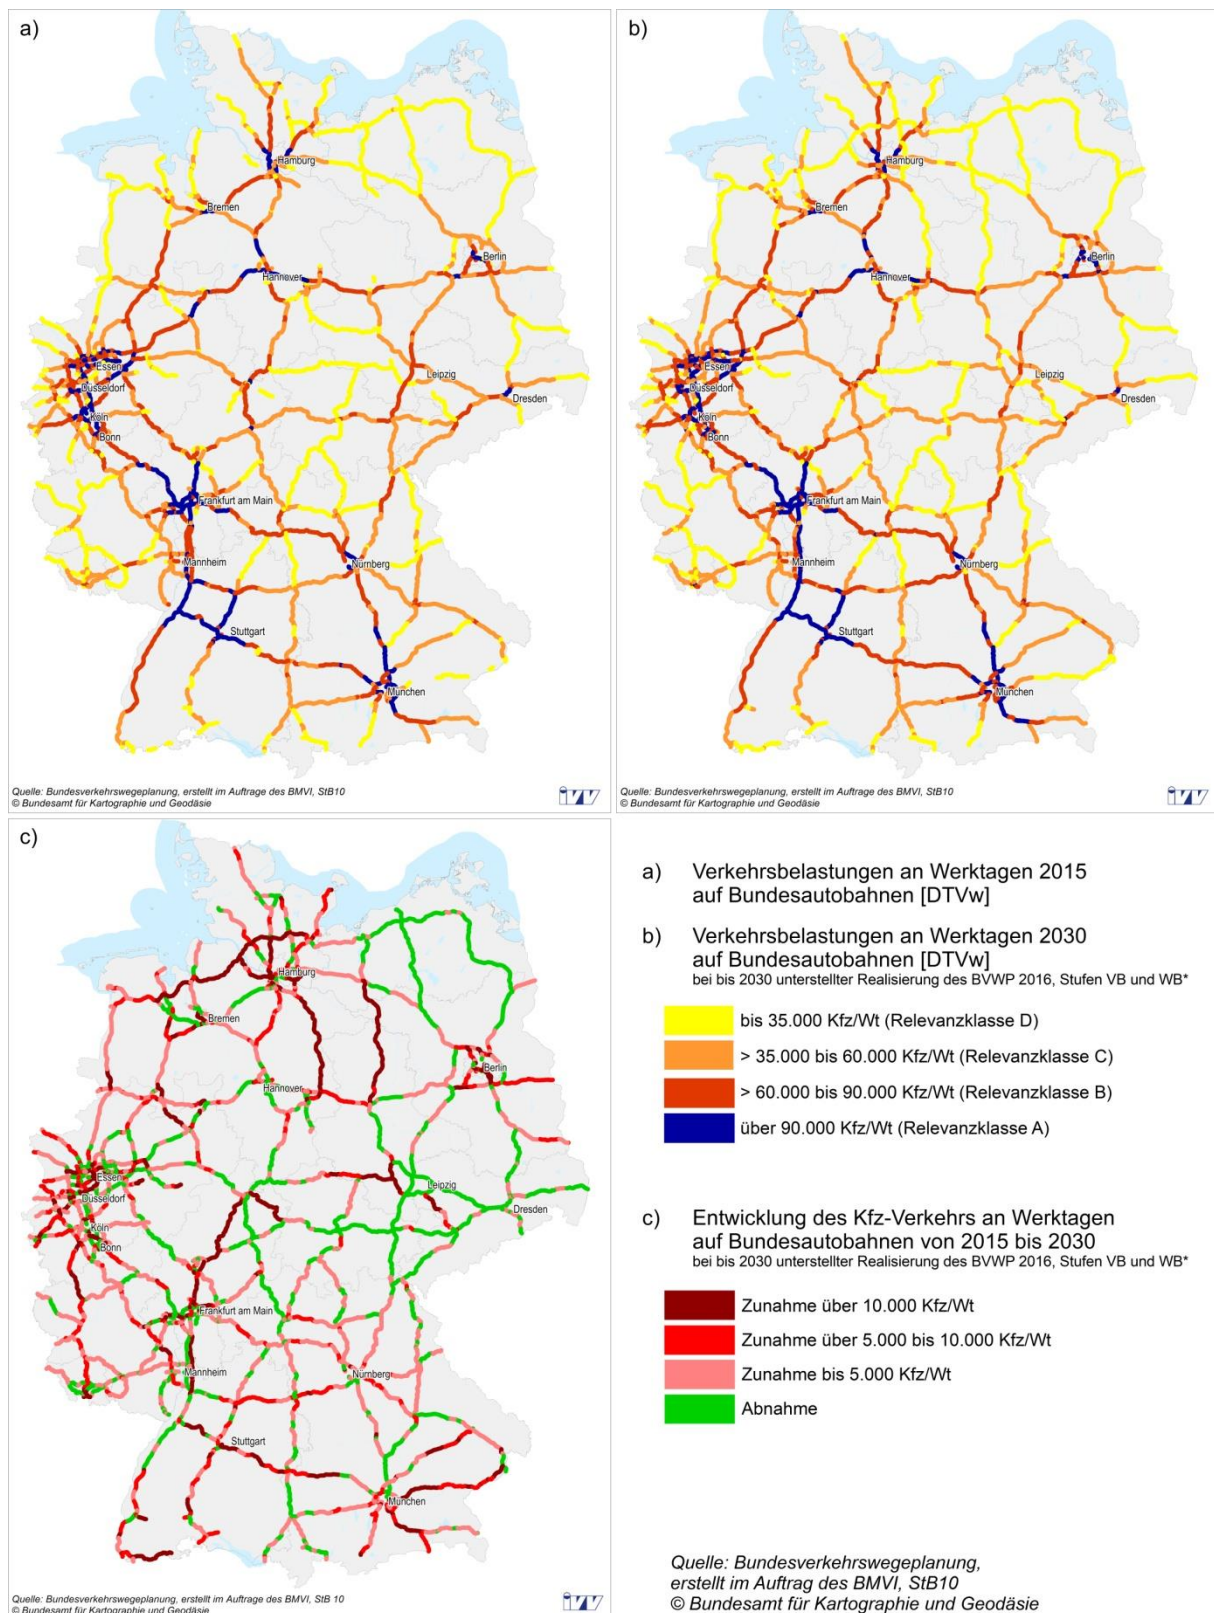 a)
Hamburg
Bremen
Hannover
Berlin
Essen
Düsseldorf
Köln
Bonn
Leipzig
Dresden
Frankfurt am Main
Mannheim
Nürnberg
Stuttgart
München
Quelle: Bundesverkehrswegeplanung, erstellt im Auftrage des BMVI, StB10
© Bundesamt für Kartographie und Geodäsie
IVV
b)
Hamburg
Bremen
Hannover
Berlin
Essen
Düsseldorf
Köln
Bonn
Leipzig
Dresden
Frankfurt am Main
Mannheim
Nürnberg
Stuttgart
München
Quelle: Bundesverkehrswegeplanung, erstellt im Auftrage des BMVI, StB10
© Bundesamt für Kartographie und Geodäsie
IVV
c)
Hamburg
Bremen
Hannover
Berlin
Essen
Düsseldorf
Köln
Bonn
Leipzig
Dresden
Frankfurt am Main
Mannheim
Nürnberg
Stuttgart
München
Quelle: Bundesverkehrswegeplanung, erstellt im Auftrage des BMVI, StB 10
© Bundesamt für Kartographie und Geodäsie
IVV
a) Verkehrsbelastungen an Werktagen 2015
auf Bundesautobahnen [DTVw]
b) Verkehrsbelastungen an Werktagen 2030
auf Bundesautobahnen [DTVw]
bei bis 2030 unterstellter Realisierung des BVWP 2016, Stufen VB und WB*
bis 35.000 Kfz/Wt (Relevanzklasse D)
> 35.000 bis 60.000 Kfz/Wt (Relevanzklasse C)
> 60.000 bis 90.000 Kfz/Wt (Relevanzklasse B)
über 90.000 Kfz/Wt (Relevanzklasse A)
c) Entwicklung des Kfz-Verkehrs an Werktagen
auf Bundesautobahnen von 2015 bis 2030
bei bis 2030 unterstellter Realisierung des BVWP 2016, Stufen VB und WB*
Zunahme über 10.000 Kfz/Wt
Zunahme über 5.000 bis 10.000 Kfz/Wt
Zunahme bis 5.000 Kfz/Wt
Abnahme
Quelle: Bundesverkehrswegeplanung,
erstellt im Auftrag des BMVI, StB10
© Bundesamt für Kartographie und Geodäsie